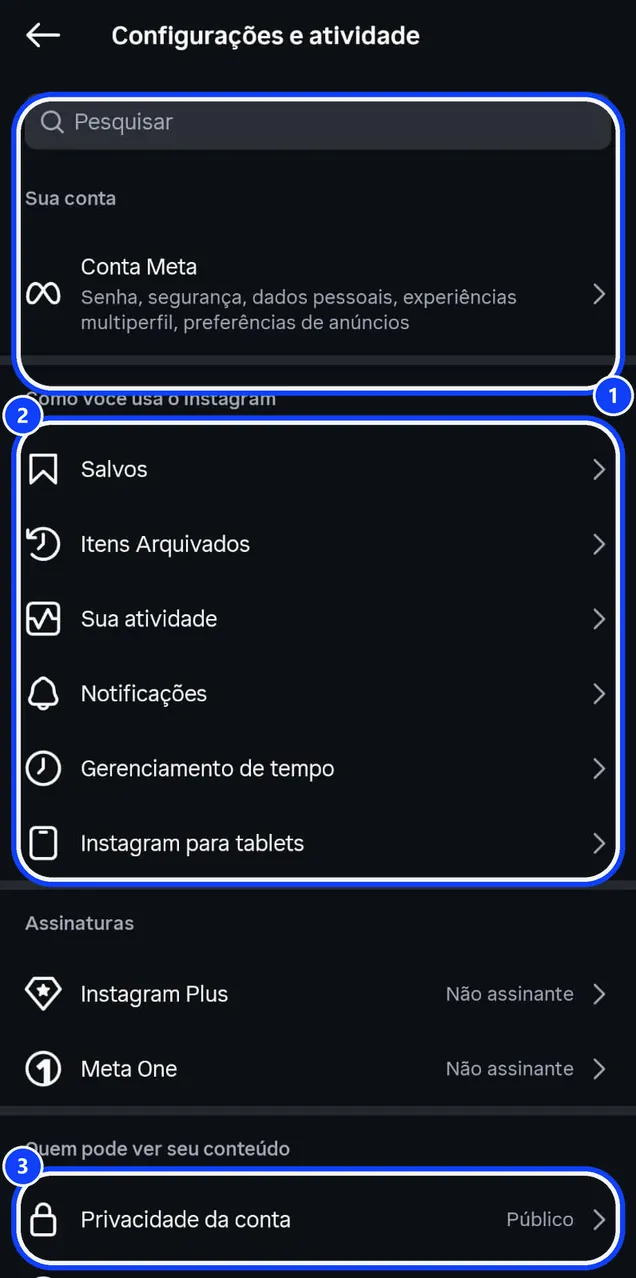 Configurações e atividade
Pesquisar
Sua conta
Conta Meta
Senha, segurança, dados pessoais, experiências
multiperfil, preferências de anúncios
1
Como você usa o Instagram
2
Salvos
Itens Arquivados
Sua atividade
Notificações
Gerenciamento de tempo
Instagram para tablets
Assinaturas
Instagram Plus Não assinante
Meta One Não assinante
Quem pode ver seu conteúdo
3
Privacidade da conta Público